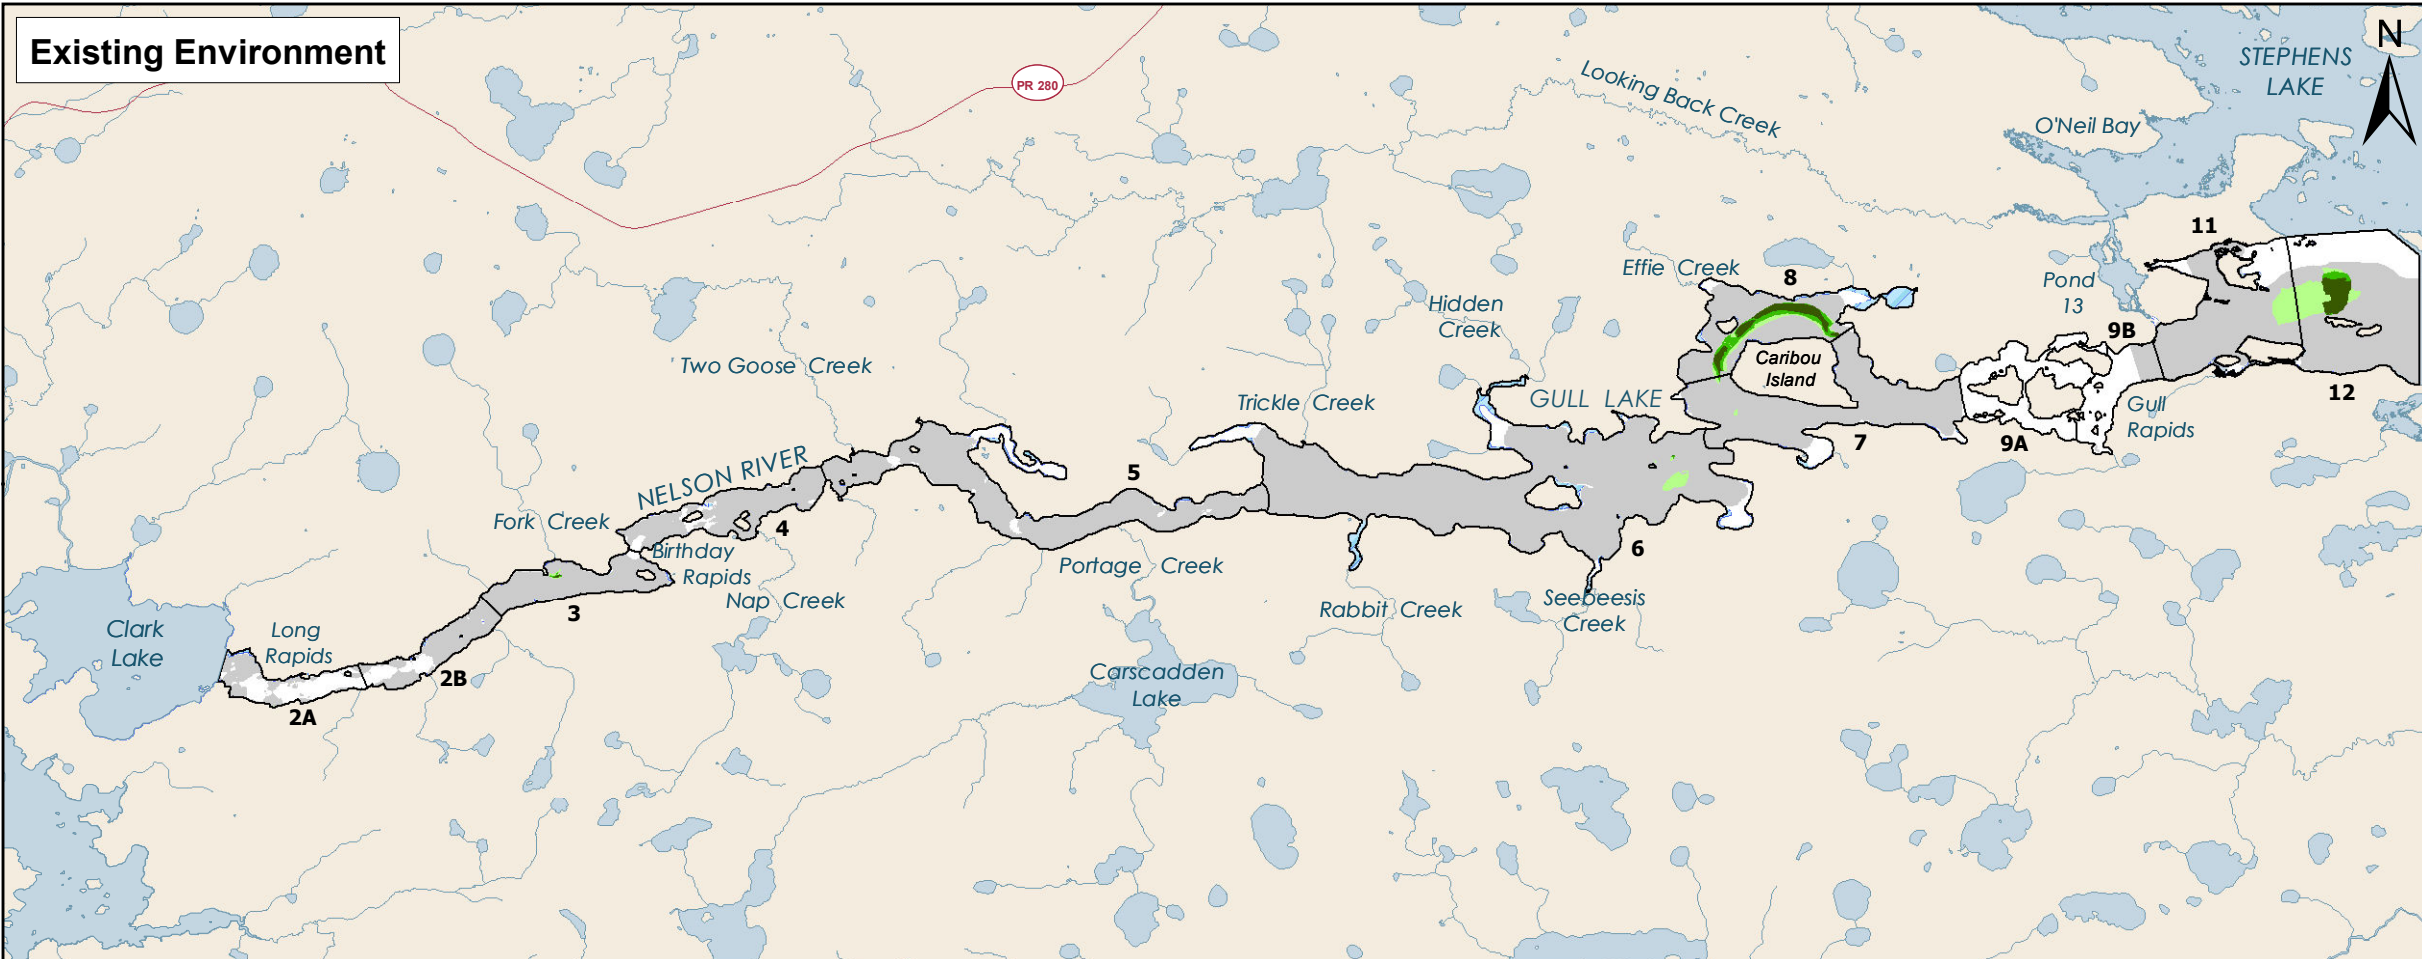 Existing Environment
N
STEPHENS
LAKE
PR 280
Looking Back Creek
O'Neil Bay
11
Effie Creek
8
Pond
13
Hidden
Creek
9B
Caribou
Island
Two Goose Creek
12
GULL LAKE
Trickle Creek
Gull
Rapids
7
9A
5
NELSON RIVER
Fork Creek
4
Birthday
Rapids
6
Portage Creek
Nap Creek
3
Rabbit Creek
Seebeesis
Creek
Clark
Lake
Long
Rapids
2B
Carscadden
Lake
2A